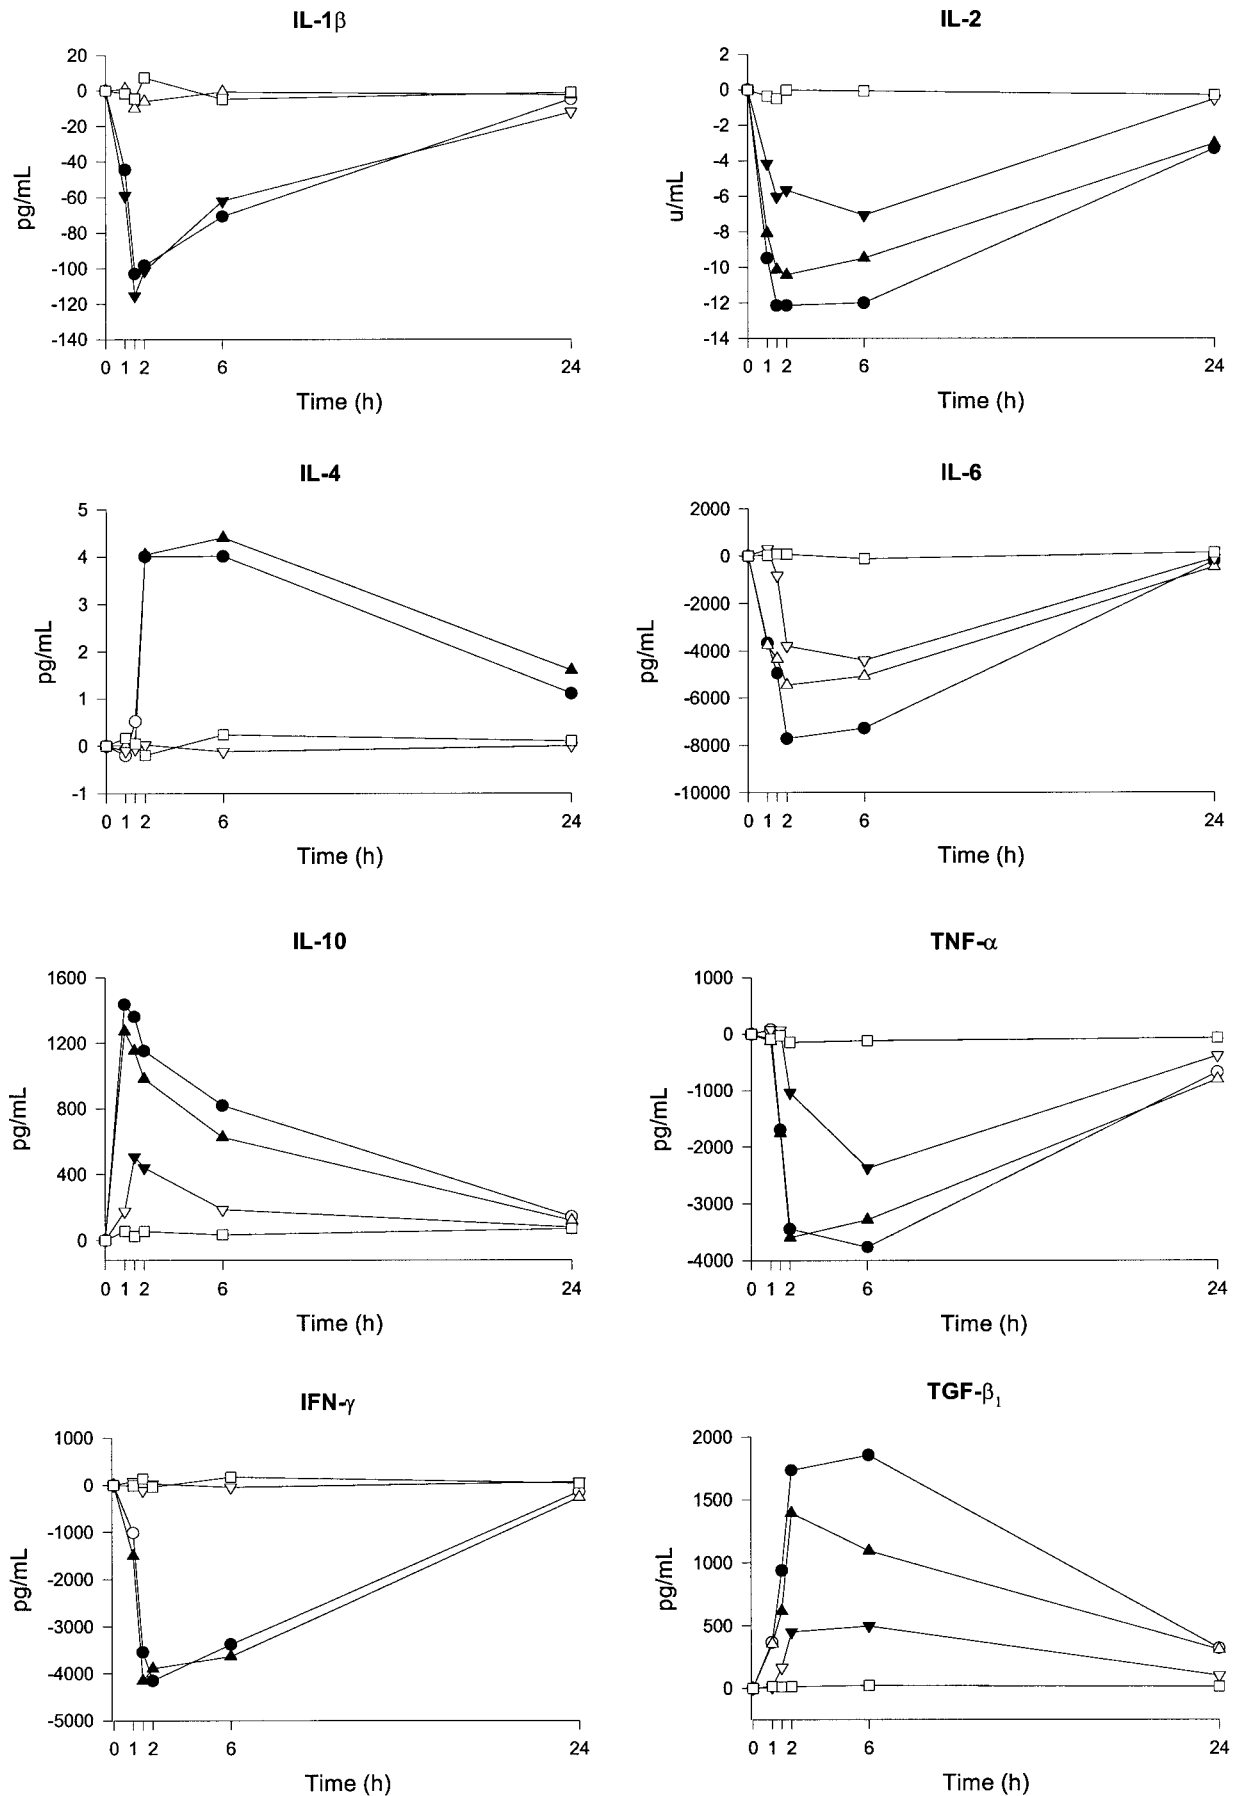 IL-1β
20
0
-20
-40
-60
-80
-100
-120
-140
pg/mL
0 1 2 6 24
Time (h)
IL-2
2
0
-2
-4
-6
-8
-10
-12
-14
u/mL
0 1 2 6 24
Time (h)
IL-4
5
4
3
2
1
0
-1
pg/mL
0 1 2 6 24
Time (h)
IL-6
2000
0
-2000
-4000
-6000
-8000
-10000
pg/mL
0 1 2 6 24
Time (h)
IL-10
1600
1200
800
400
0
pg/mL
0 1 2 6 24
Time (h)
TNF-α
1000
0
-1000
-2000
-3000
-4000
pg/mL
0 1 2 6 24
Time (h)
IFN-γ
1000
0
-1000
-2000
-3000
-4000
-5000
pg/mL
0 1 2 6 24
Time (h)
TGF-β₁
2000
1500
1000
500
0
pg/mL
0 1 2 6 24
Time (h)